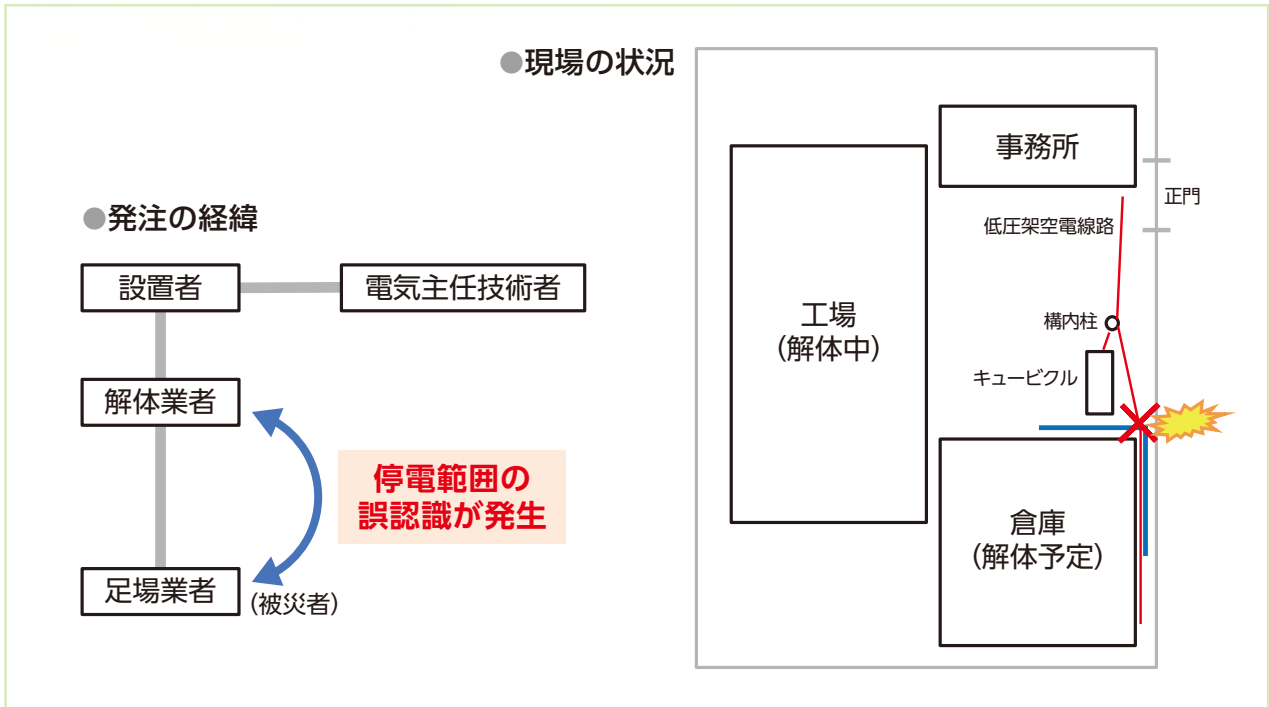 ●現場の状況
事務所
正門
低圧架空電線路
工場
(解体中)
構内柱
キュービクル
倉庫
(解体予定)
●発注の経緯
設置者
電気主任技術者
解体業者
停電範囲の
誤認識が発生
足場業者
(被災者)